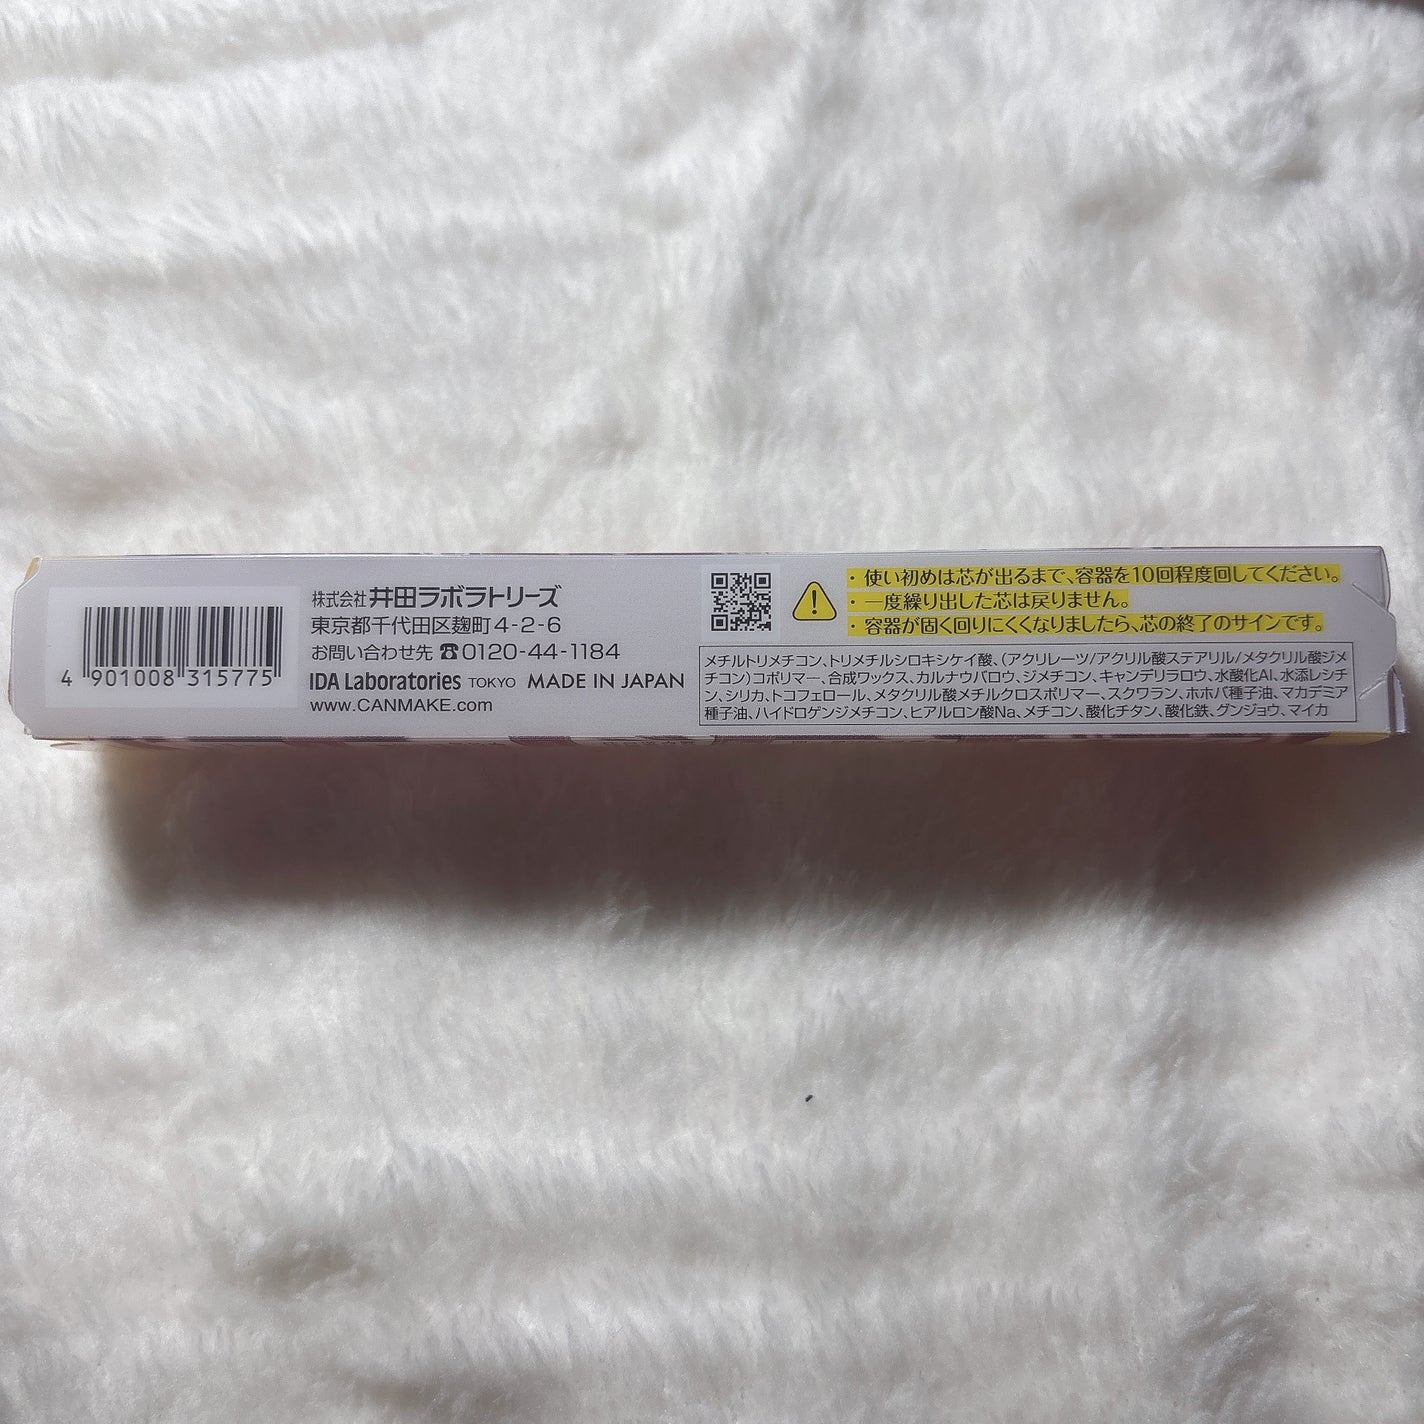 4 901008 315775
株式会社 井田ラボラトリーズ
東京都千代田区麹町4-2-6
お問い合わせ先 ☎0120-44-1184
IDA Laboratories TOKYO MADE IN JAPAN
www.CANMAKE.com
・使い初めは芯が出るまで、容器を10回程度回してください。
・一度繰り出した芯は戻りません。
・容器が固く回りにくくなりましたら、芯の終了のサインです。
メチルトリメチコン、トリメチルシロキシケイ酸、（アクリレーツ/アクリル酸ステアリル/メタクリル酸ジメ
チコン）コポリマー、合成ワックス、カルナウバロウ、ジメチコン、キャンデリラロウ、水酸化Al、水添レシチ
ン、シリカ、トコフェロール、メタクリル酸メチルクロスポリマー、スクワラン、ホホバ種子油、マカデミア
種子油、ハイドロゲンジメチコン、ヒアルロン酸Na、メチコン、酸化チタン、酸化鉄、グンジョウ、マイカ